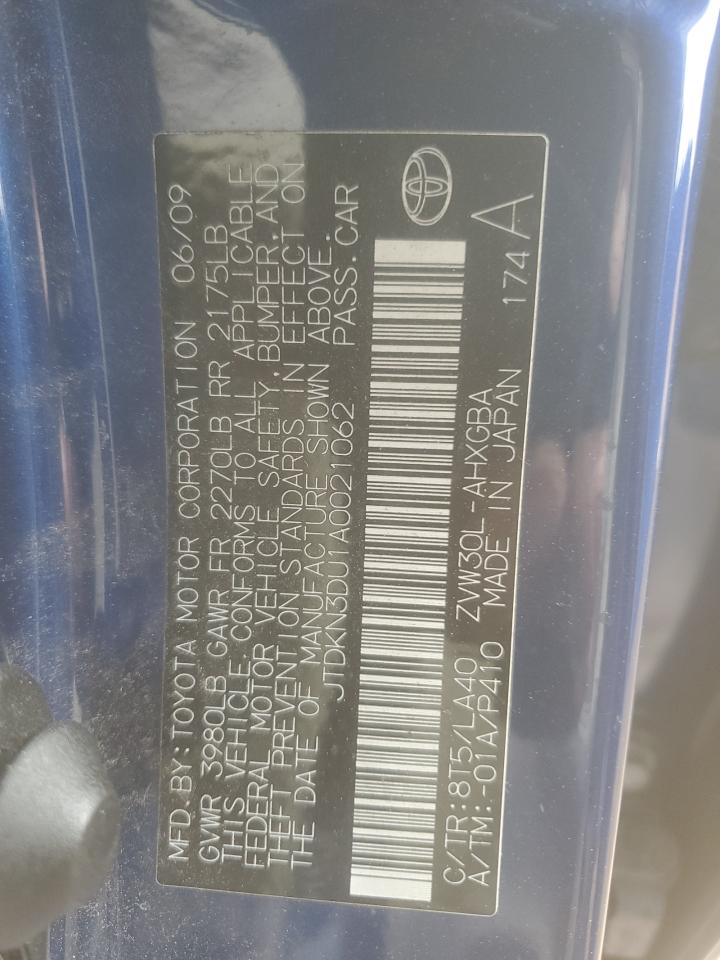 MFD. BY: TOYOTA MOTOR CORPORATION 06/09
GVWR 3980LB GAWR FR 2270LB RR 2175LB
THIS VEHICLE CONFORMS TO ALL APPLICABLE
FEDERAL MOTOR VEHICLE SAFETY, BUMPER, AND
THEFT PREVENTION STANDARDS IN EFFECT ON
THE DATE OF MANUFACTURE SHOWN ABOVE.
JTDKN3DU1A0021062 PASS. CAR
C/TR: 8T5/LA40 ZVW30L-AHXGBA
A/TM: -01A/P410 MADE IN JAPAN 174 A